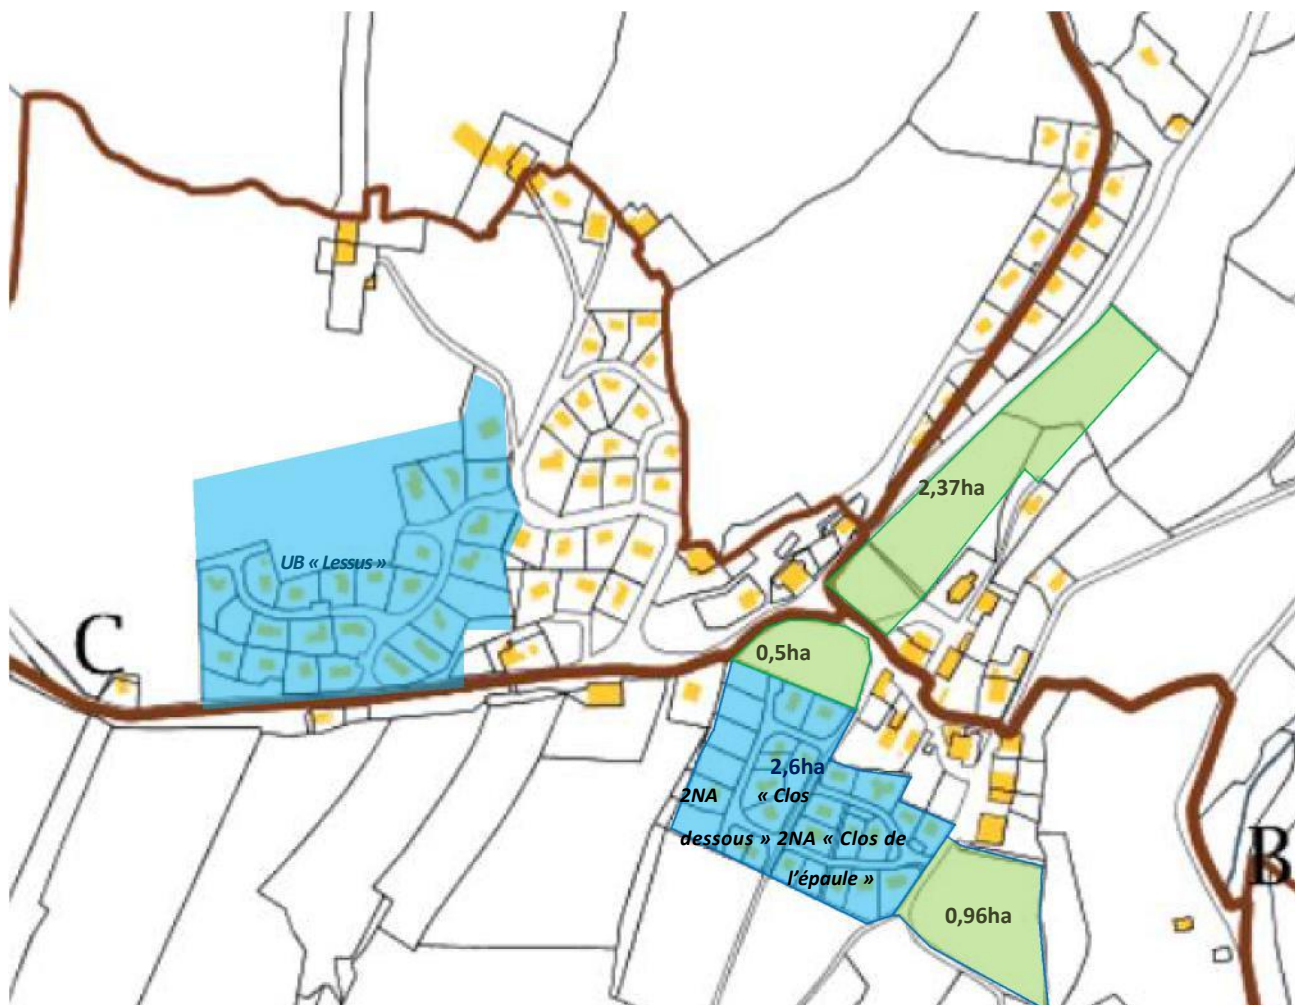 2,37ha
UB « Lessus »
C
0,5ha
2,6ha
2NA « Clos
dessous » 2NA « Clos de
l'épaule »
B
0,96ha